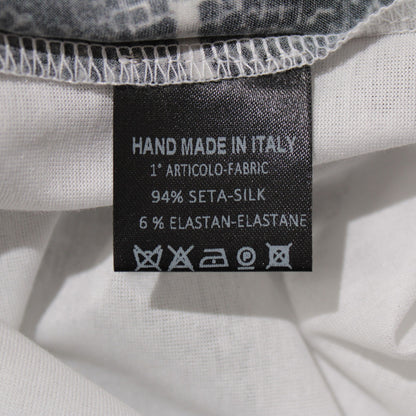 HAND MADE IN ITALY
1° ARTICOLO-FABRIC
94% SETA-SILK
6 % ELASTAN-ELASTANE
P